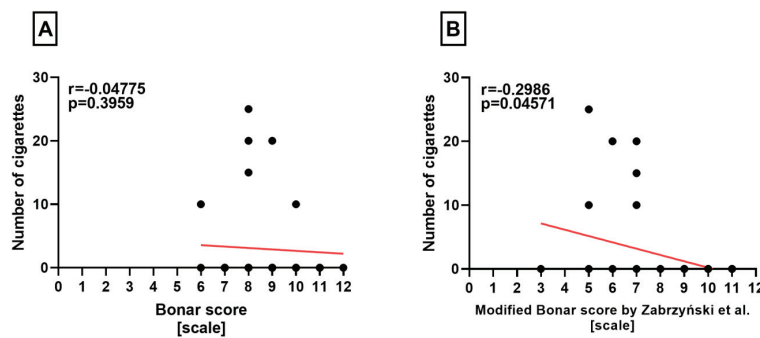 A
r=-0.04775
p=0.3959
Number of cigarettes
30
20
10
0
0 1 2 3 4 5 6 7 8 9 10 11 12
Bonar score
[scale]
B
r=-0.2986
p=0.04571
Number of cigarettes
30
20
10
0
0 1 2 3 4 5 6 7 8 9 10 11 12
Modified Bonar score by Zabrzyński et al.
[scale]